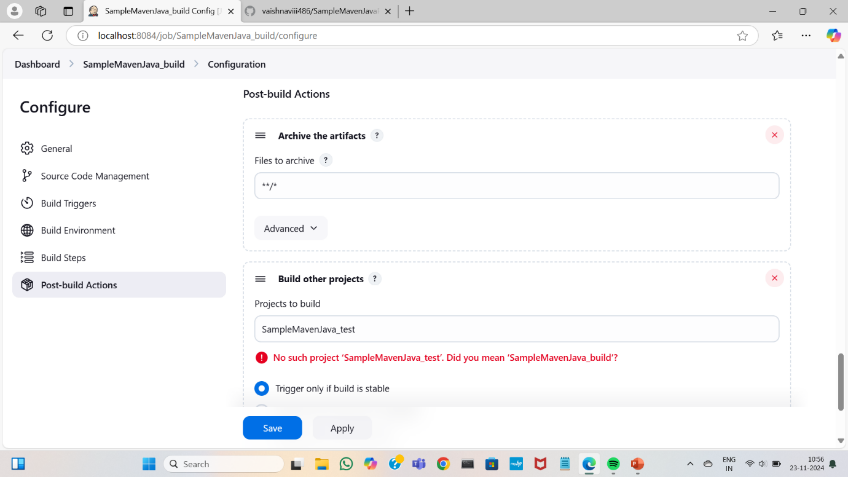 SampleMavenJava_build Config [J
vaishnaviii486/SampleMavenJava
localhost:8084/job/SampleMavenJava_build/configure
Dashboard > SampleMavenJava_build > Configuration
Configure
General
Source Code Management
Build Triggers
Build Environment
Build Steps
Post-build Actions
Post-build Actions
Archive the artifacts ?
Files to archive ?
**/*
Advanced
Build other projects ?
Projects to build
SampleMavenJava_test
No such project ‘SampleMavenJava_test’. Did you mean ‘SampleMavenJava_build’?
Trigger only if build is stable
Save
Apply
Search
ENG
IN
10:56
23-11-2024